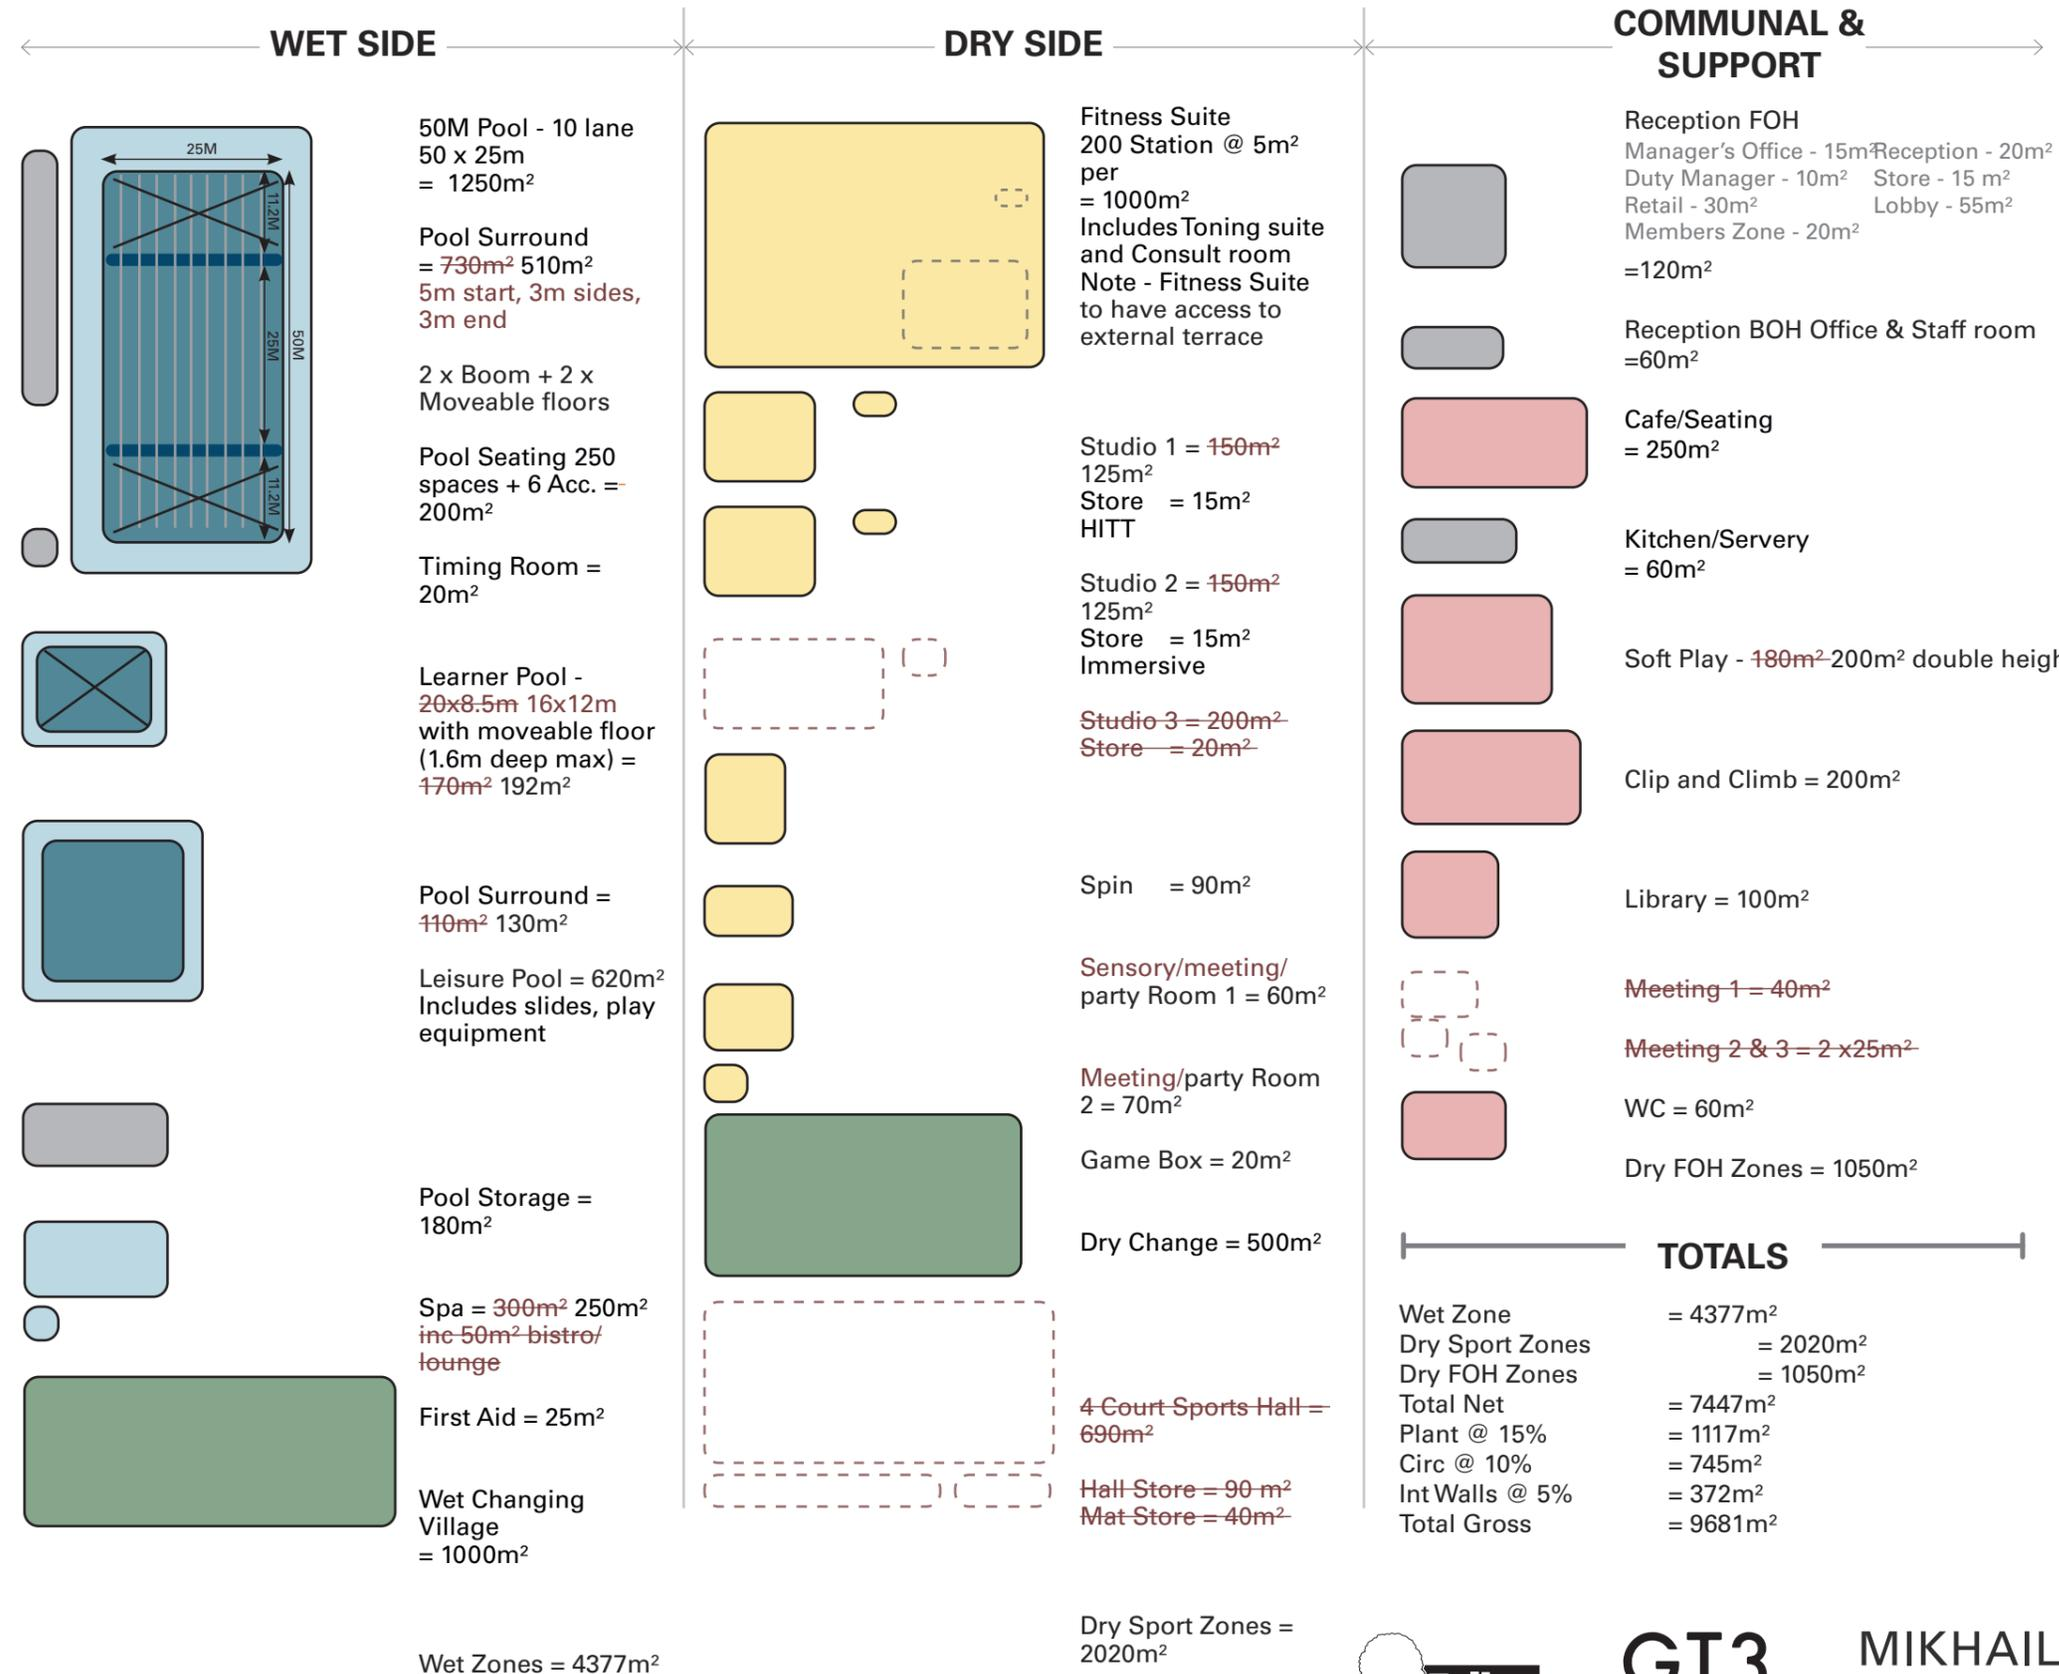 WET SIDE
25M
11.2M
25M
50M
11.2M
50M Pool - 10 lane
50 x 25m
= 1250m²
Pool Surround
= 730m² 510m²
5m start, 3m sides,
3m end
2 x Boom + 2 x
Moveable floors
Pool Seating 250
spaces + 6 Acc. =-
200m²
Timing Room =
20m²
Learner Pool -
20x8.5m 16x12m
with moveable floor
(1.6m deep max) =
170m² 192m²
Pool Surround =
110m² 130m²
Leisure Pool = 620m²
Includes slides, play
equipment
Pool Storage =
180m²
Spa = 300m² 250m²
inc 50m² bistro/
lounge
First Aid = 25m²
Wet Changing
Village
= 1000m²
Wet Zones = 4377m²
DRY SIDE
Fitness Suite
200 Station @ 5m²
per
= 1000m²
Includes Toning suite
and Consult room
Note - Fitness Suite
to have access to
external terrace
Studio 1 = 150m²
125m²
Store = 15m²
HITT
Studio 2 = 150m²
125m²
Store = 15m²
Immersive
Studio 3 = 200m²
Store = 20m²
Spin = 90m²
Sensory/meeting/
party Room 1 = 60m²
Meeting/party Room
2 = 70m²
Game Box = 20m²
Dry Change = 500m²
4 Court Sports Hall =
690m²
Hall Store = 90 m²
Mat Store = 40m²
Dry Sport Zones =
2020m²
COMMUNAL &
SUPPORT
Reception FOH
Manager's Office - 15m² Reception - 20m²
Duty Manager - 10m² Store - 15 m²
Retail - 30m² Lobby - 55m²
Members Zone - 20m²
=120m²
Reception BOH Office & Staff room
=60m²
Cafe/Seating
= 250m²
Kitchen/Servery
= 60m²
Soft Play - 180m² 200m² double heigh
Clip and Climb = 200m²
Library = 100m²
Meeting 1 = 40m²
Meeting 2 & 3 = 2 x25m²
WC = 60m²
Dry FOH Zones = 1050m²
TOTALS
Wet Zone = 4377m²
Dry Sport Zones = 2020m²
Dry FOH Zones = 1050m²
Total Net = 7447m²
Plant @ 15% = 1117m²
Circ @ 10% = 745m²
Int Walls @ 5% = 372m²
Total Gross = 9681m²
GT3
MIKHAIL